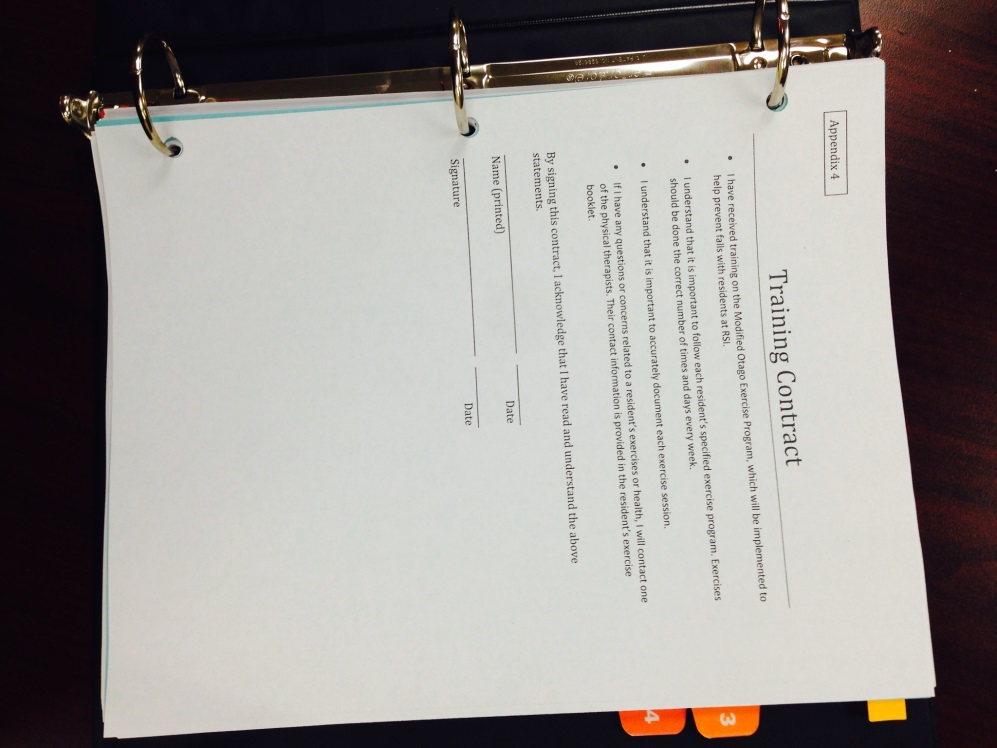 Appendix 4
Training Contract
• I have received training on the Modified Otago Exercise Program, which will be implemented to
help prevent falls with residents at RSI.
• I understand that it is important to follow each resident's specified exercise program. Exercises
should be done the correct number of times and days every week.
• I understand that it is important to accurately document each exercise session.
• If I have any questions or concerns related to a resident's exercises or health, I will contact one
of the physical therapists. Their contact information is provided in the resident's exercise
booklet.
By signing this contract, I acknowledge that I have read and understand the above
statements.
Name (printed) Date
Signature Date
3
4